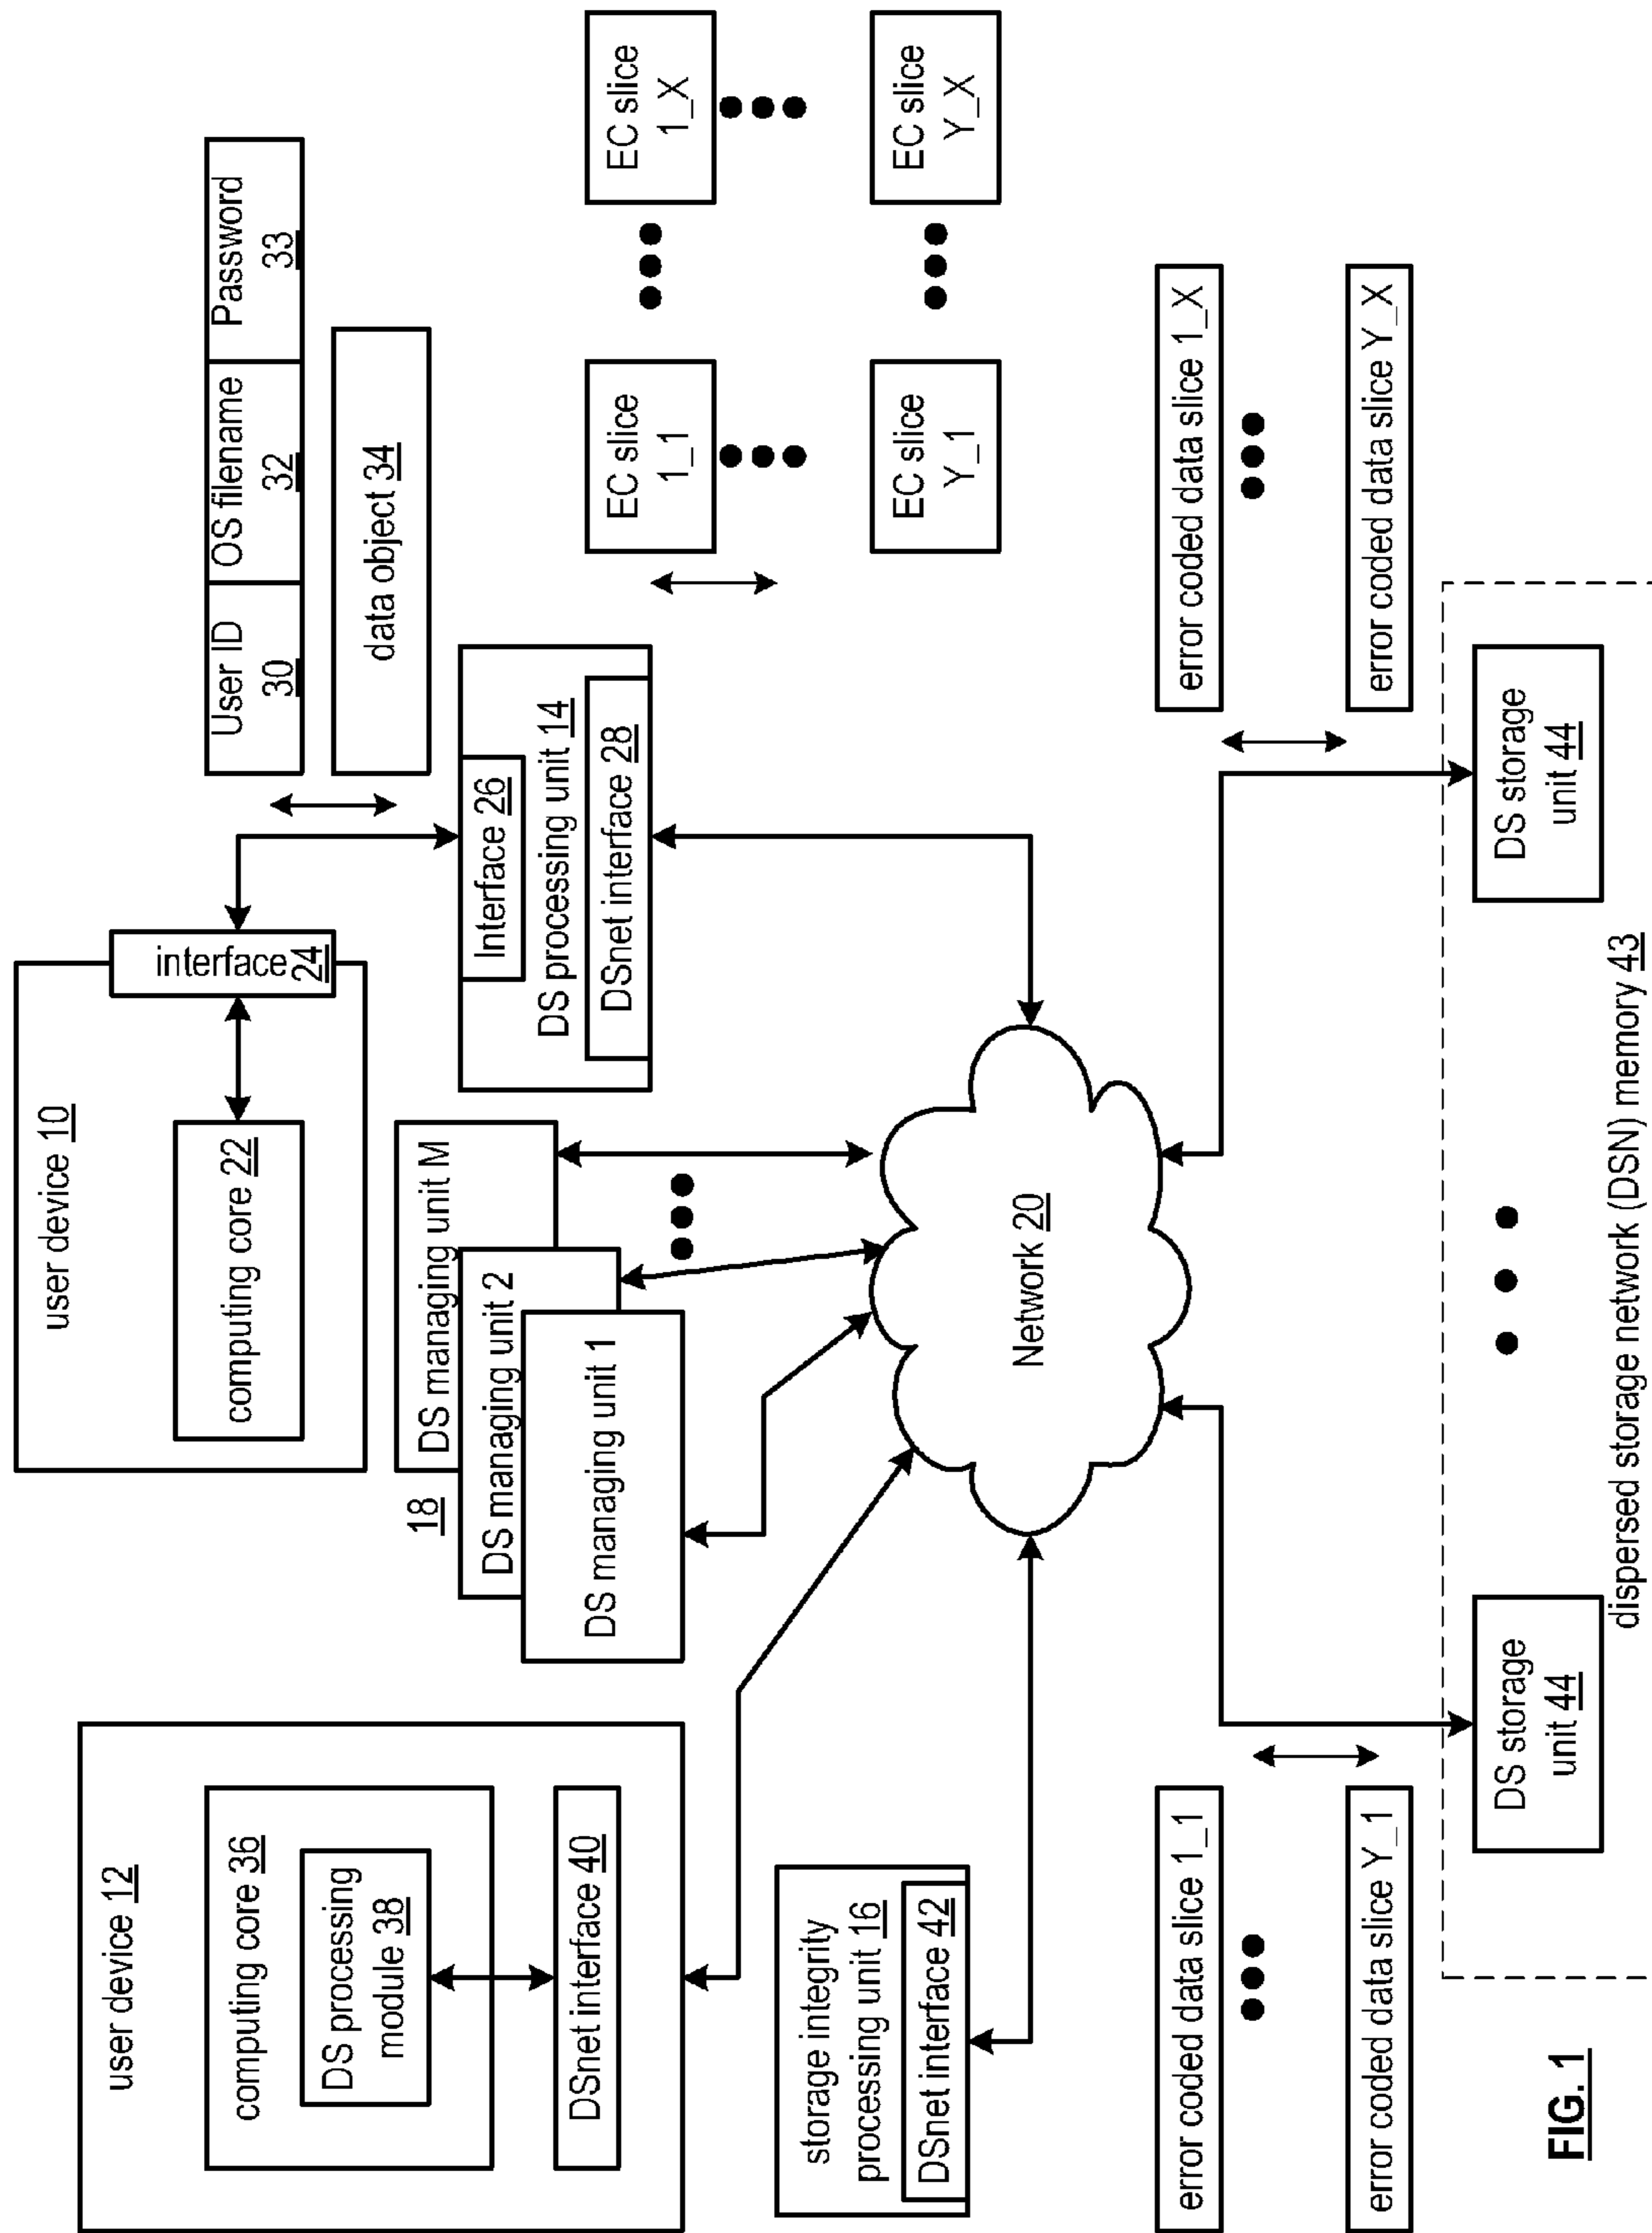 user device 12
computing core 36
DS processing
module 38
DSnet interface 40
user device 10
computing core 22
interface 24
User ID
30
OS filename
32
Password
33
data object 34
18
DS managing unit M
DS managing unit 2
DS managing unit 1
Interface 26
DS processing unit 14
DSnet interface 28
EC slice
1_1
EC slice
1_X
EC slice
Y_1
EC slice
Y_X
storage integrity
processing unit 16
DSnet interface 42
Network 20
error coded data slice 1_1
error coded data slice Y_1
error coded data slice 1_X
error coded data slice Y_X
DS storage
unit 44
DS storage
unit 44
dispersed storage network (DSN) memory 43
FIG. 1